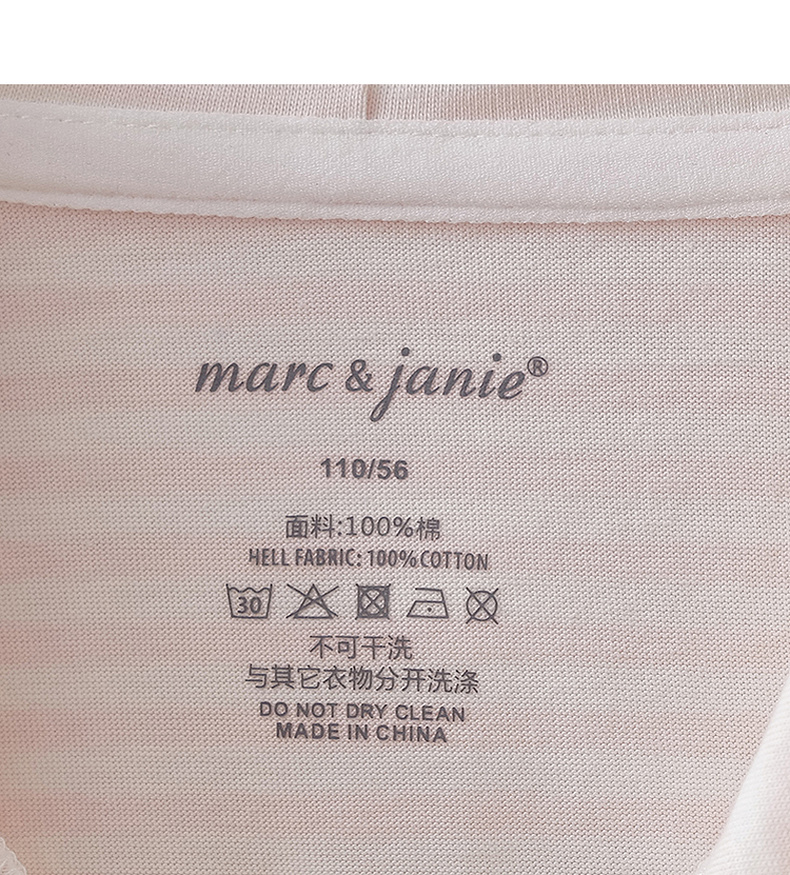 marc & janie®
110/56
面料:100%棉
HELL FABRIC: 100%COTTON
30
不可干洗
与其它衣物分开洗涤
DO NOT DRY CLEAN
MADE IN CHINA